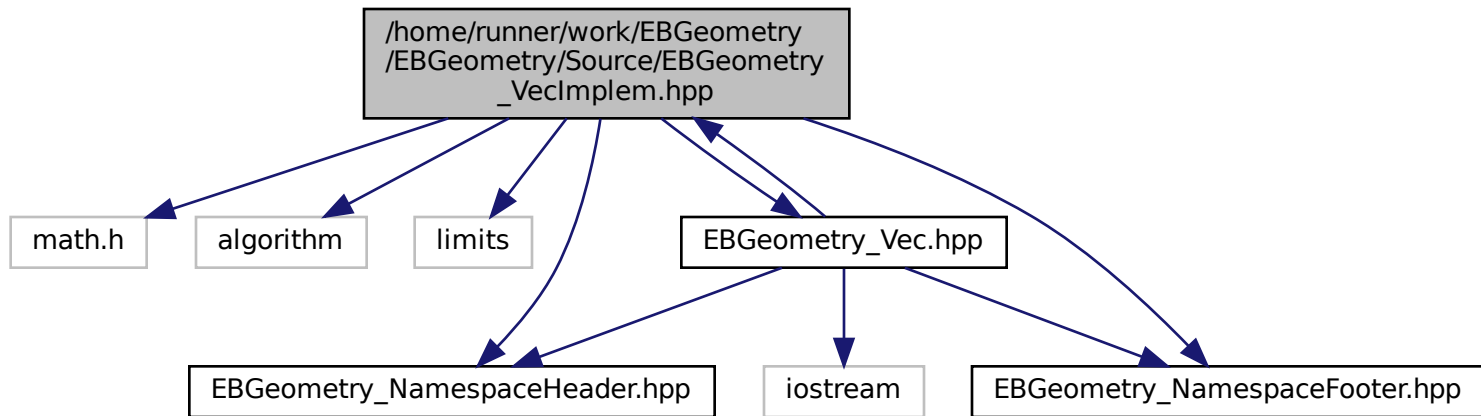 /home/runner/work/EBGeometry
/EBGeometry/Source/EBGeometry
_VecImplem.hpp
math.h
algorithm
limits
EBGeometry_Vec.hpp
EBGeometry_NamespaceHeader.hpp
iostream
EBGeometry_NamespaceFooter.hpp